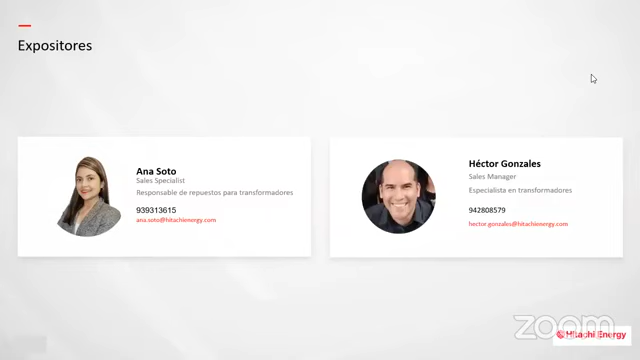 Expositores
Ana Soto
Sales Specialist
Responsable de repuestos para transformadores
939313615
ana.soto@hitachienergy.com
Héctor Gonzales
Sales Manager
Especialista en transformadores
942808579
hector.gonzales@hitachienergy.com
zoom
Hitachi Energy